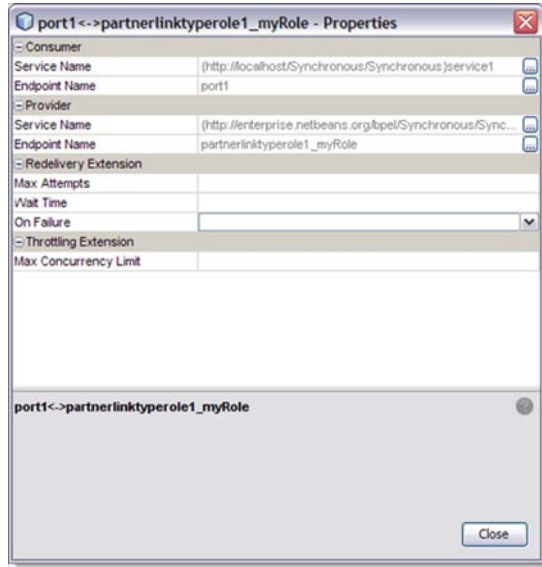 port1<->partnerlinktyperole1_myRole - Properties
Consumer
Service Name {http://localhost/Synchronous/Synchronous}service1 ...
Endpoint Name port1 ...
Provider
Service Name {http://enterprise.netbeans.org/bpel/Synchronous/Sync... ...
Endpoint Name partnerlinktyperole1_myRole ...
Redelivery Extension
Max Attempts
Wait Time
On Failure
Throttling Extension
Max Concurrency Limit
port1<->partnerlinktyperole1_myRole
Close